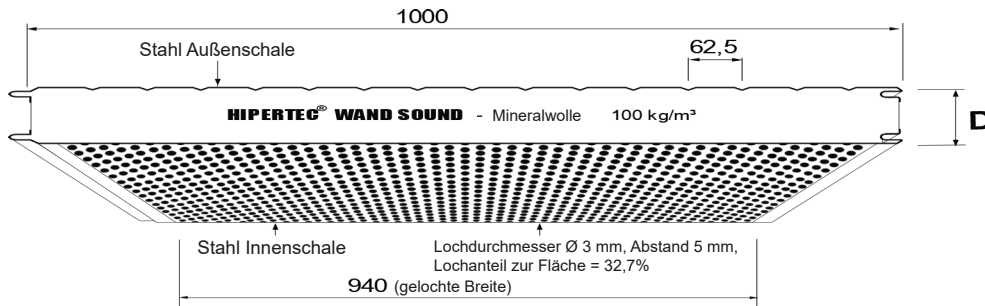 1000
Stahl Außenschale
62,5
HIPERTEC® WAND SOUND - Mineralwolle 100 kg/m³
D
Stahl Innenschale
Lochdurchmesser Ø 3 mm, Abstand 5 mm,
Lochanteil zur Fläche = 32,7%
940 (gelochte Breite)